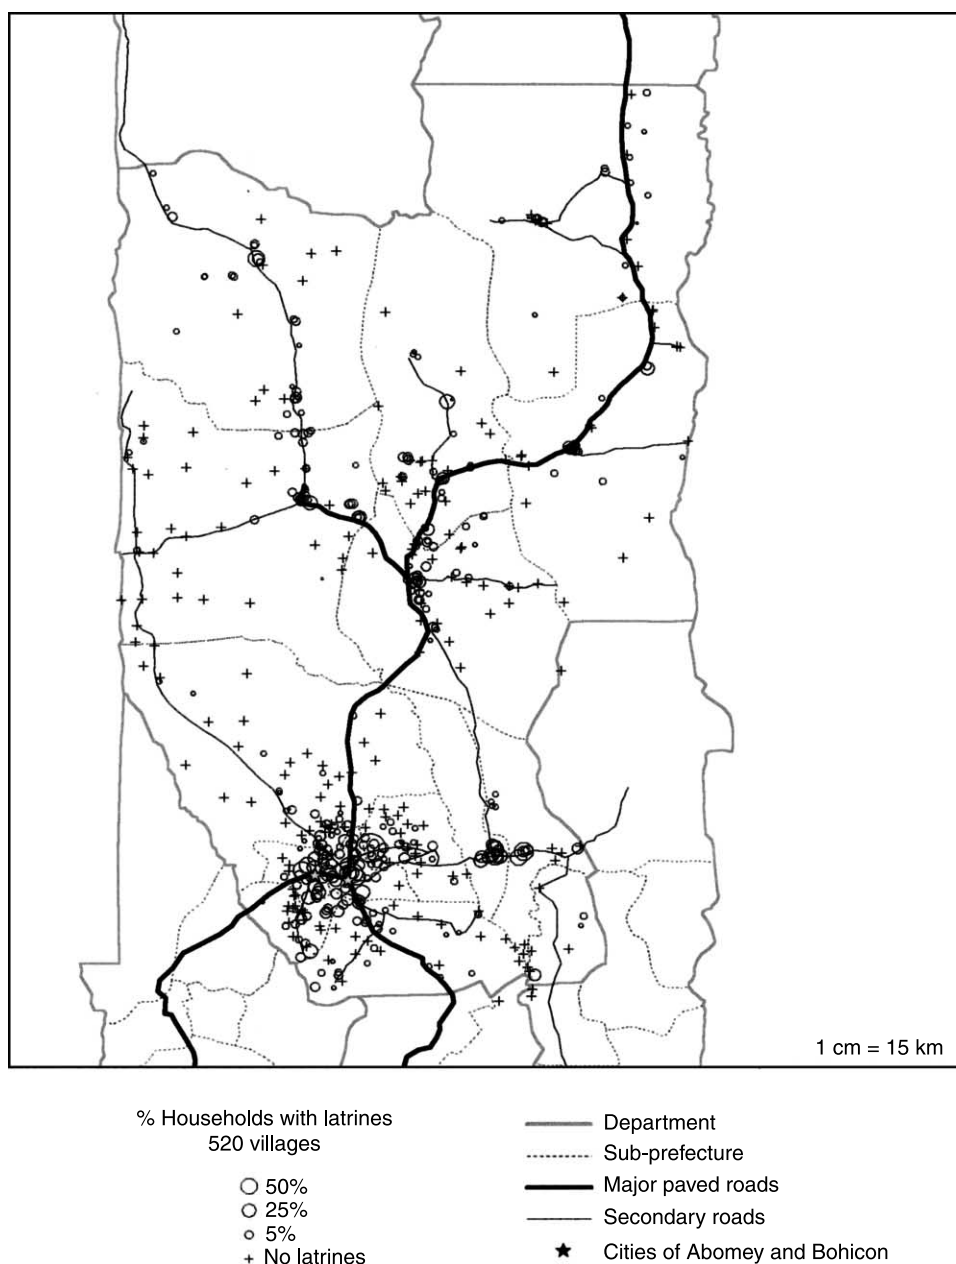 1 cm = 15 km
% Households with latrines
520 villages
50%
25%
5%
No latrines
Department
Sub-prefecture
Major paved roads
Secondary roads
Cities of Abomey and Bohicon